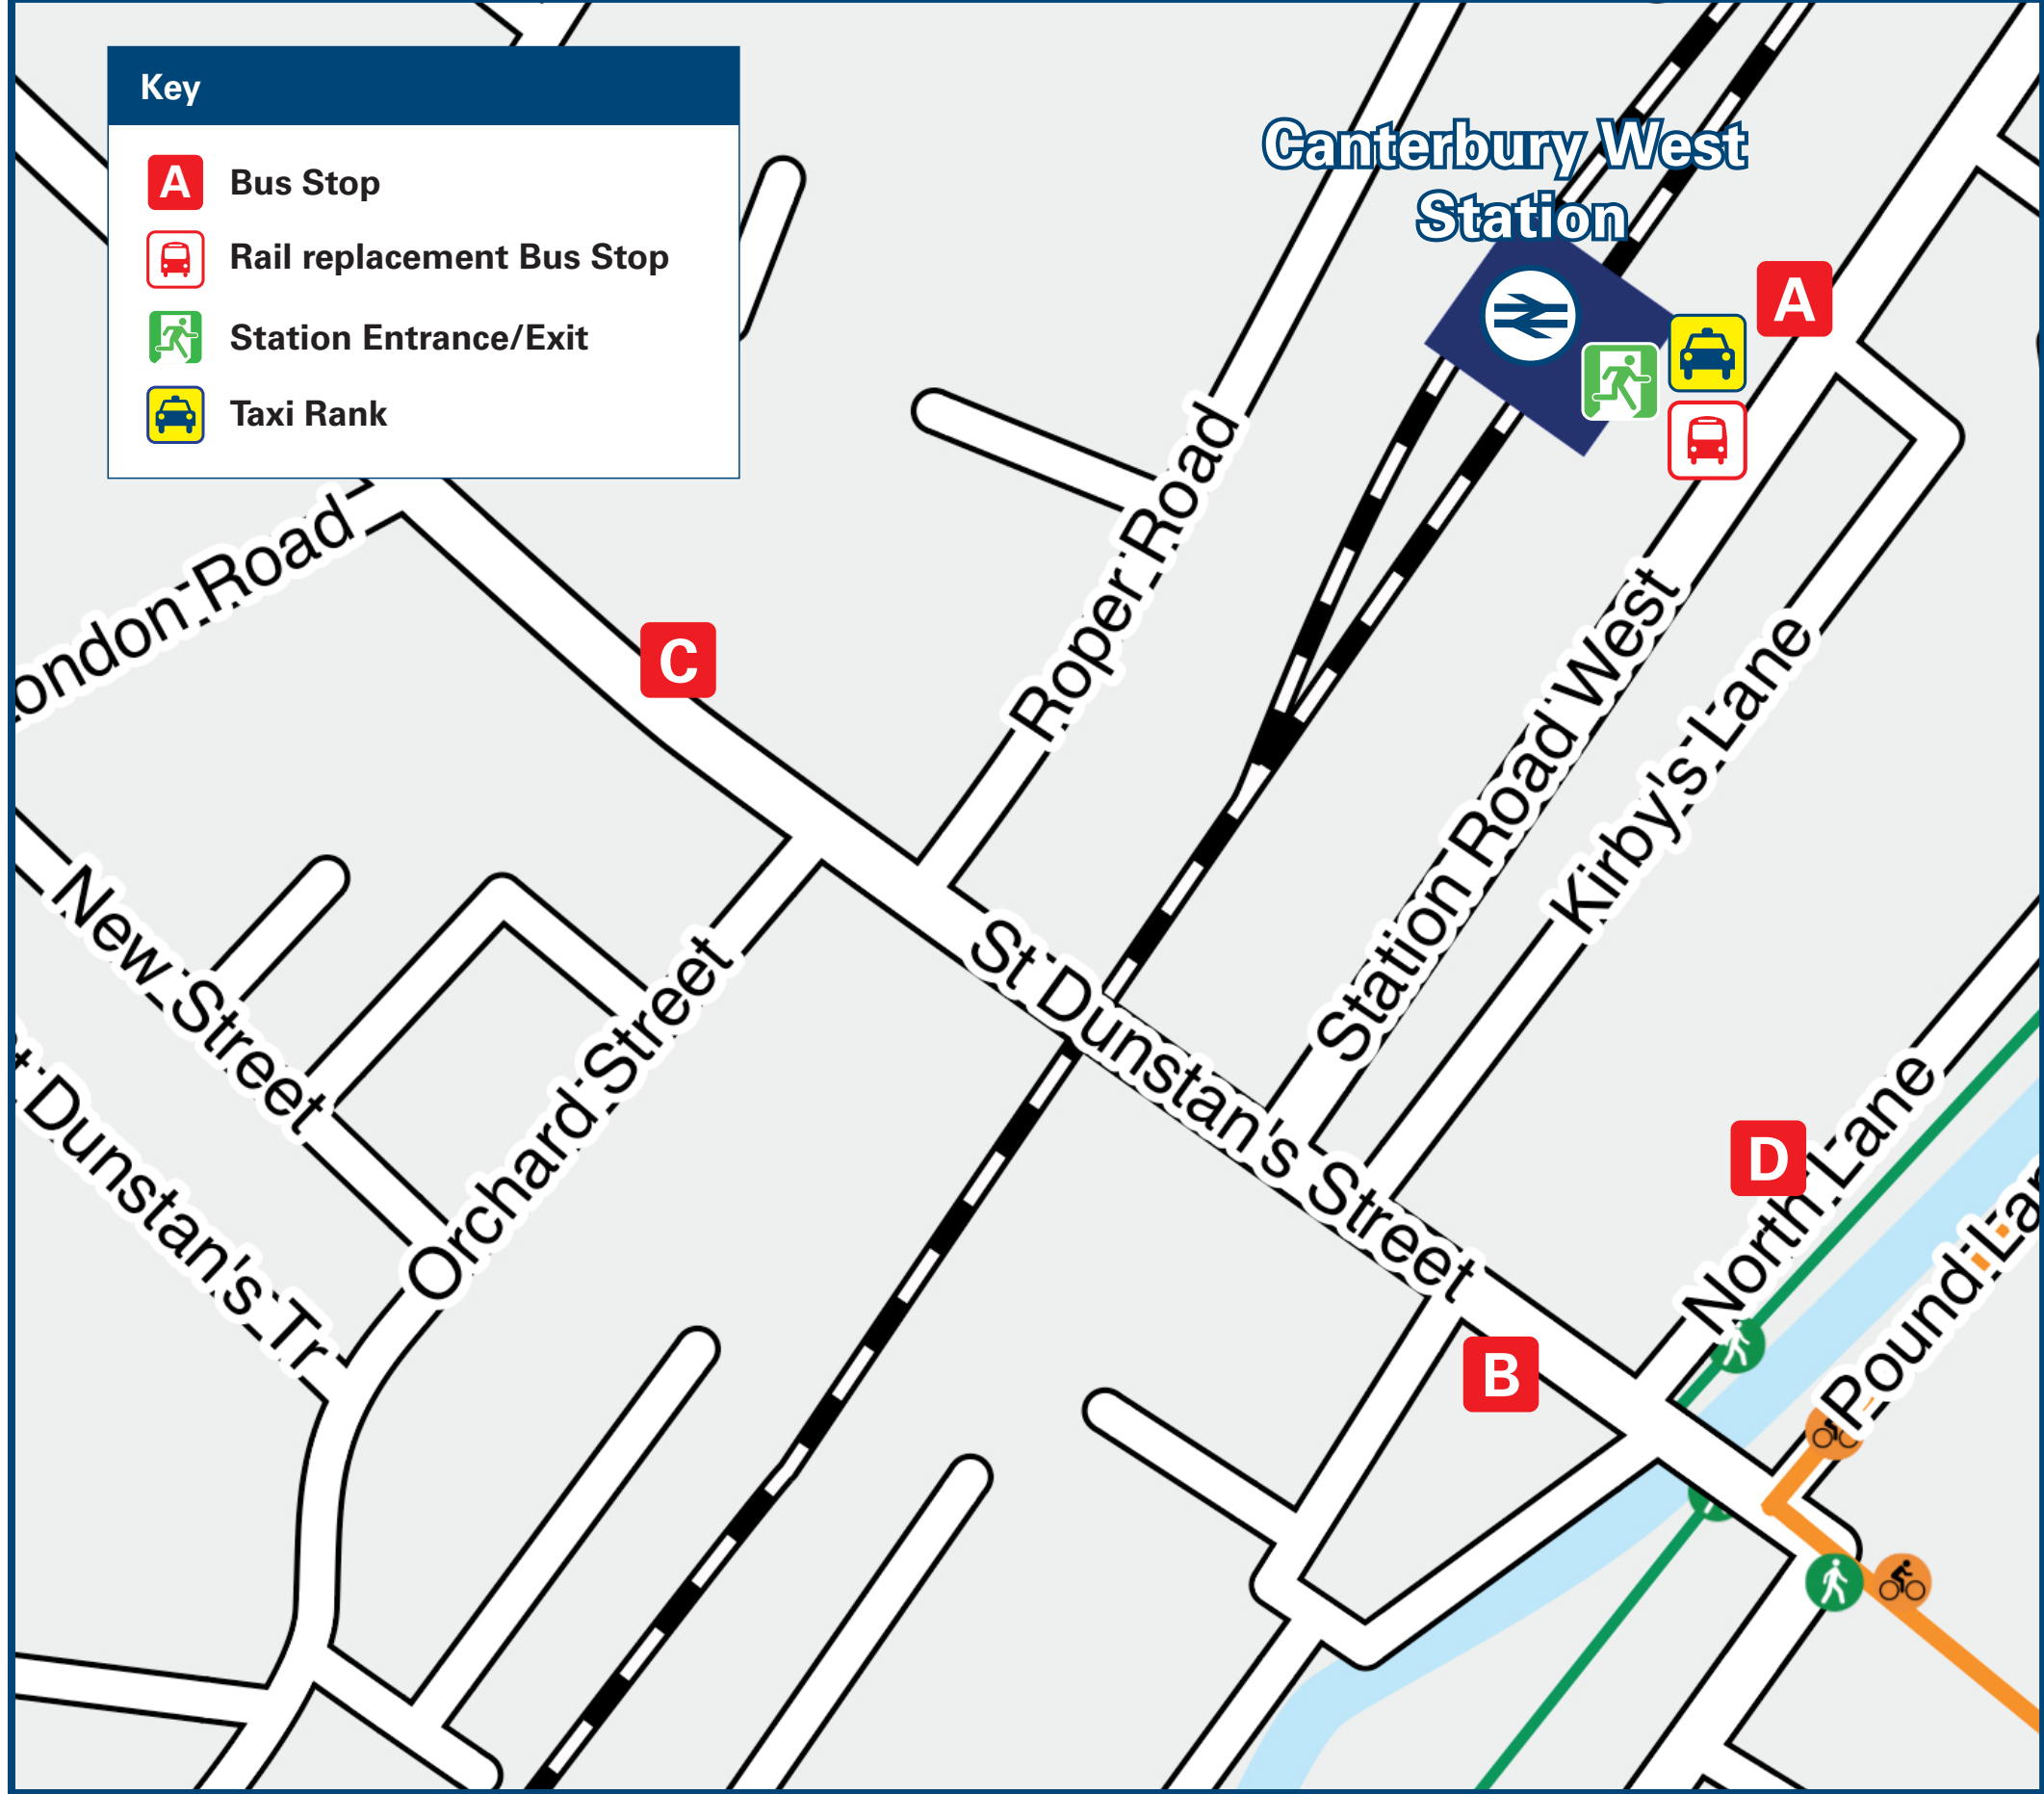 Key
A Bus Stop
Rail replacement Bus Stop
Station Entrance/Exit
Taxi Rank
Canterbury West
Station
A
ondon Road
C
Roper Road
Station Road West
Kirby's Lane
New Street
Orchard Street
St Dunstan's Street
t Dunstan's Tr
D
North Lane
Pound La
B